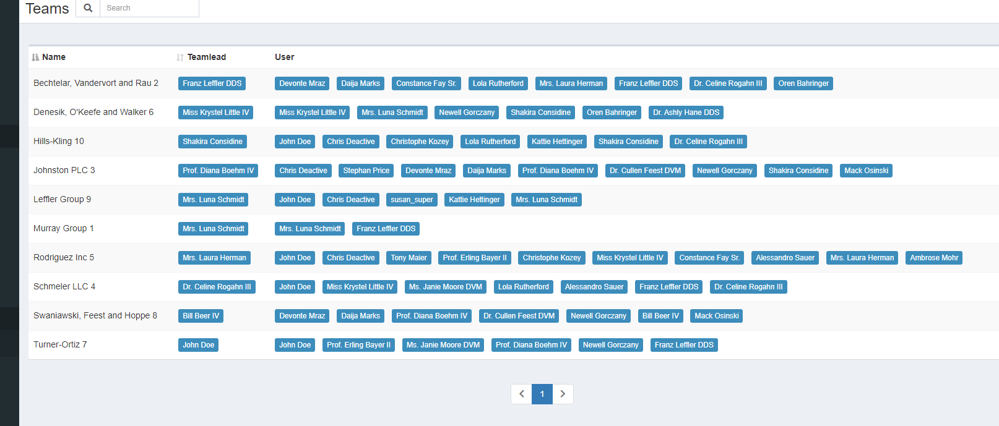 Teams Search
Name Teamlead User
Bechtelar, Vandervort and Rau 2 Franz Leffler DDS Devonte Mraz Daija Marks Constance Fay Sr. Lola Rutherford Mrs. Laura Herman Franz Leffler DDS Dr. Celine Rogahn III Oren Bahringer
Denesik, O'Keefe and Walker 6 Miss Krystel Little IV Miss Krystel Little IV Mrs. Luna Schmidt Newell Gorczany Shakira Considine Oren Bahringer Dr. Ashly Hane DDS
Hills-Kling 10 Shakira Considine John Doe Chris Deactive Christophe Kozey Lola Rutherford Kattie Hettinger Shakira Considine Dr. Celine Rogahn III
Johnston PLC 3 Prof. Diana Boehm IV Chris Deactive Stephan Price Devonte Mraz Daija Marks Prof. Diana Boehm IV Dr. Cullen Feest DVM Newell Gorczany Shakira Considine Mack Osinski
Leffler Group 9 Mrs. Luna Schmidt John Doe Chris Deactive susan_super Kattie Hettinger Mrs. Luna Schmidt
Murray Group 1 Mrs. Luna Schmidt Mrs. Luna Schmidt Franz Leffler DDS
Rodriguez Inc 5 Mrs. Laura Herman John Doe Chris Deactive Tony Maier Prof. Erling Bayer II Christophe Kozey Miss Krystel Little IV Constance Fay Sr. Alessandro Sauer Mrs. Laura Herman Ambrose Mohr
Schmeler LLC 4 Dr. Celine Rogahn III John Doe Miss Krystel Little IV Ms. Janie Moore DVM Lola Rutherford Alessandro Sauer Franz Leffler DDS Dr. Celine Rogahn III
Swaniawski, Feest and Hoppe 8 Bill Beer IV Devonte Mraz Daija Marks Prof. Diana Boehm IV Dr. Cullen Feest DVM Newell Gorczany Bill Beer IV Mack Osinski
Turner-Ortiz 7 John Doe John Doe Prof. Erling Bayer II Ms. Janie Moore DVM Prof. Diana Boehm IV Newell Gorczany Franz Leffler DDS
1